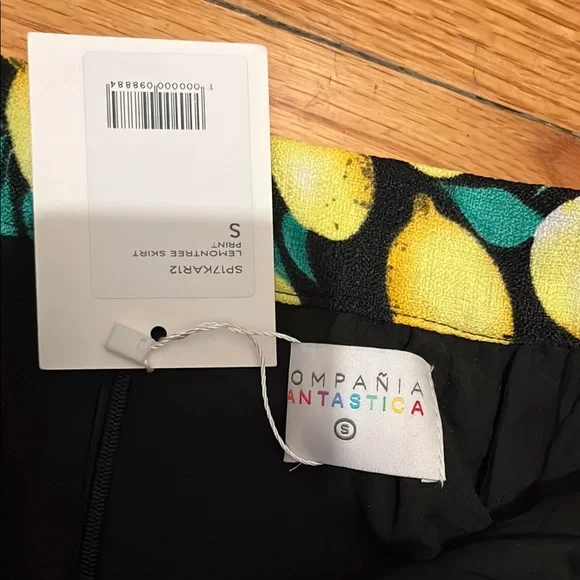 SP17KAR12
LEMONTREE SKIRT
PRINT
S
1 000000 098884
OMPAÑIA
ANTASTICA
S